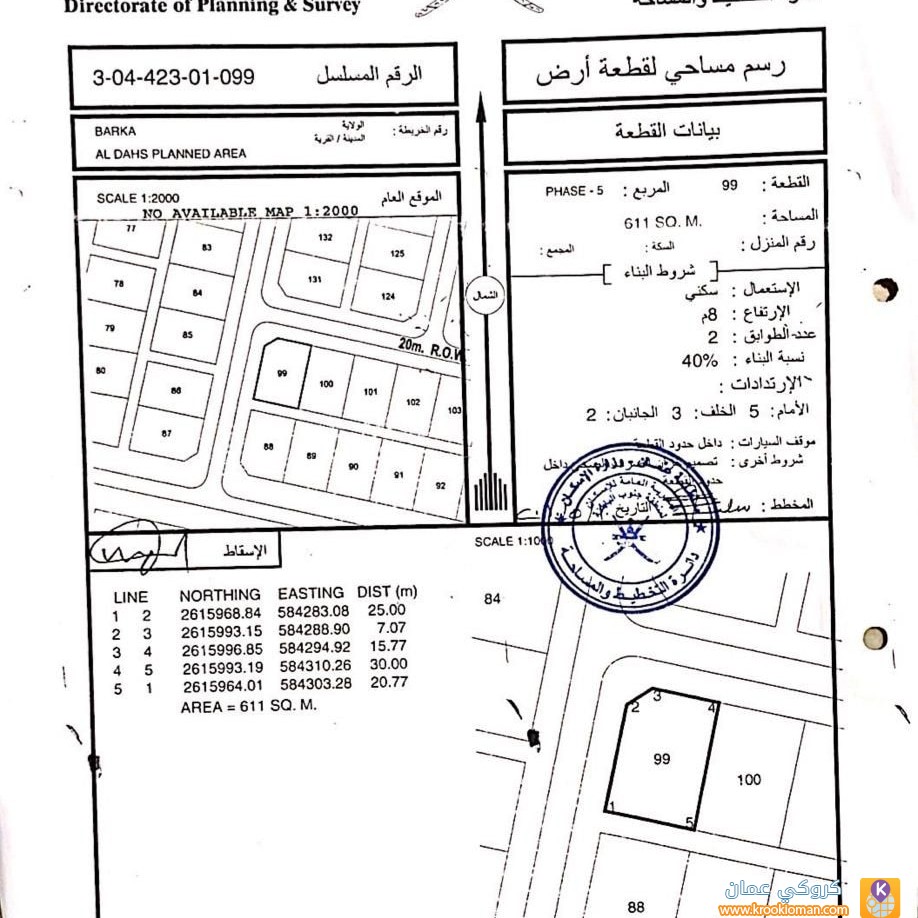 Directorate of Planning & Survey
3-04-423-01-099 الرقم المسلسل
رسم مساحي لقطعة أرض
BARKA
الولاية
المدينة / القرية
رقم الخريطة :
AL DAHS PLANNED AREA
بيانات القطعة
SCALE 1:2000 الموقع العام
NO AVAILABLE MAP 1:2000
77
83
132
125
78
84
131
124
79
85
20m. R.O.W
80
99
100
101
102
103
86
87
88
89
90
91
92
الشمال
القطعة : 99 المربع : PHASE - 5
المساحة : 611 SQ. M.
رقم المنزل : السكة : المجمع :
شروط البناء
الإستعمال : سكني
الإرتفاع : 8م
عدد الطوابق : 2
نسبة البناء : 40%
الإرتدادات :
الأمام: 5 الخلف: 3 الجانبان: 2
موقف السيارات : داخل حدود القطعة
شروط أخرى :
المخطط :
التاريخ
دائرة التخطيط والمساحة
الإسقاط
LINE NORTHING EASTING DIST (m)
1 2 2615968.84 584283.08 25.00
2 3 2615993.15 584288.90 7.07
3 4 2615996.85 584294.92 15.77
4 5 2615993.19 584310.26 30.00
5 1 2615964.01 584303.28 20.77
AREA = 611 SQ. M.
SCALE 1:1000
84
3
2
4
99
100
1
5
88
كروكي عمان
www.krookioman.com